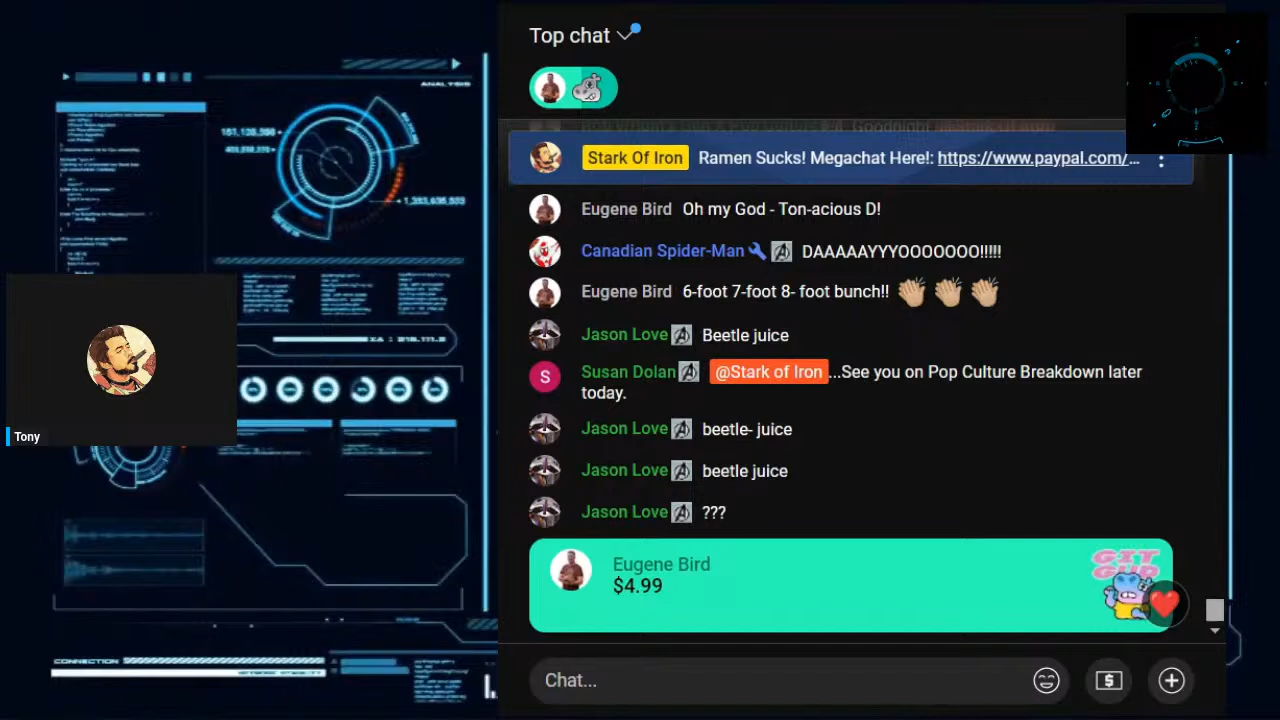 Top chat
ANALYSIS
Stark Of Iron Ramen Sucks! Megachat Here!: https://www.paypal.com/...
Eugene Bird Oh my God - Ton-acious D!
Canadian Spider-Man DAAAAAYYYOOOOOOO!!!!!
Eugene Bird 6-foot 7-foot 8- foot bunch!!
Jason Love Beetle juice
S
Susan Dolan @Stark of Iron...See you on Pop Culture Breakdown later
today.
Jason Love beetle- juice
Jason Love beetle juice
Jason Love ???
Tony
Eugene Bird
$4.99
GIT
GUD
CONNECTION
Chat...